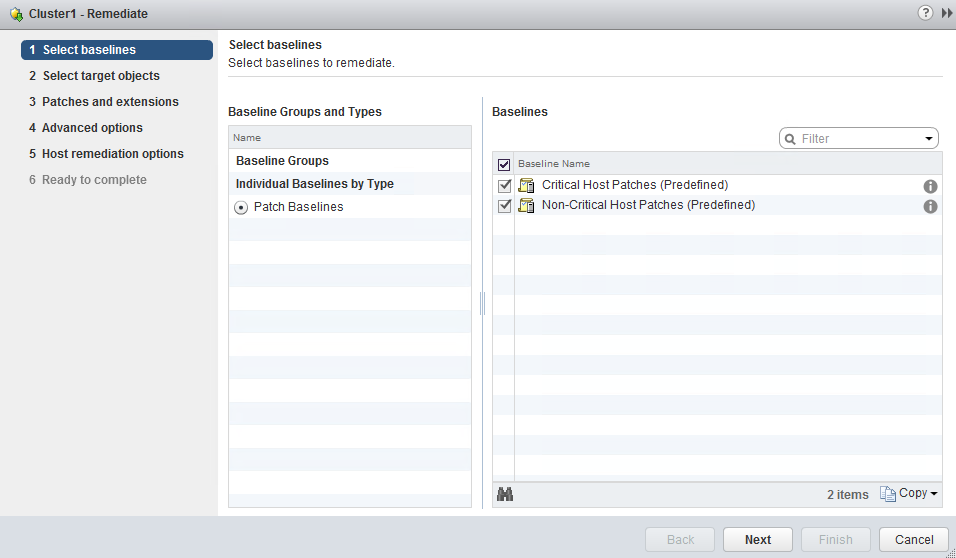 Cluster1 - Remediate
1 Select baselines
2 Select target objects
3 Patches and extensions
4 Advanced options
5 Host remediation options
6 Ready to complete
Select baselines
Select baselines to remediate.
Baseline Groups and Types
Name
Baseline Groups
Individual Baselines by Type
Patch Baselines
Baselines
Filter
Baseline Name
Critical Host Patches (Predefined)
Non-Critical Host Patches (Predefined)
2 items Copy
Back Next Finish Cancel